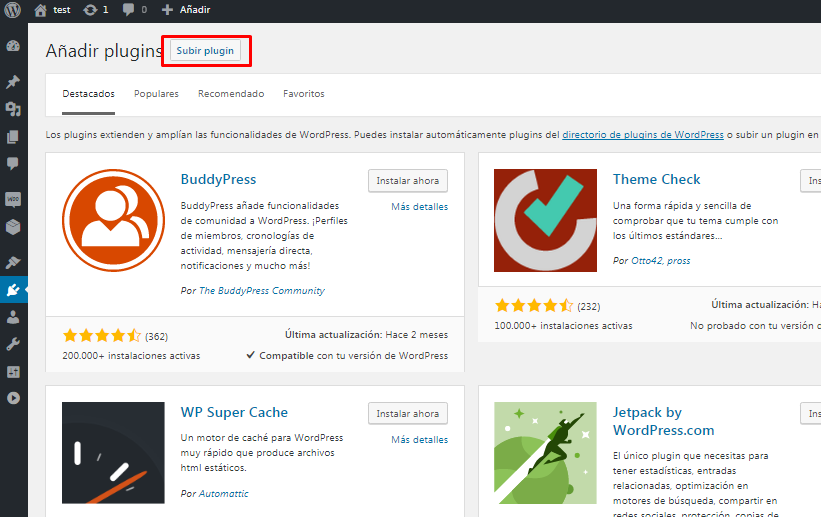 test 1 0 Añadir
Añadir plugins Subir plugin
Destacados Populares Recomendado Favoritos
Los plugins extienden y amplían las funcionalidades de WordPress. Puedes instalar automáticamente plugins del directorio de plugins de WordPress o subir un plugin en
BuddyPress
Instalar ahora
Más detalles
BuddyPress añade funcionalidades
de comunidad a WordPress. ¡Perfiles
de miembros, cronologías de
actividad, mensajería directa,
notificaciones y mucho más!
Por The BuddyPress Community
(362)
Última actualización: Hace 2 meses
200.000+ instalaciones activas
Compatible con tu versión de WordPress
Theme Check
Una forma rápida y sencilla de
comprobar que tu tema cumple con
los últimos estándares...
Por Otto42, pross
(232)
Última actualización:
100.000+ instalaciones activas
No probado con tu versión
WP Super Cache
Instalar ahora
Más detalles
Un motor de caché para WordPress
muy rápido que produce archivos
html estáticos.
Por Automattic
Jetpack by
WordPress.com
El único plugin que necesitas para
tener estadísticas, entradas
relacionadas, optimización en
motores de búsqueda, compartir en
redes sociales, protección, copias de